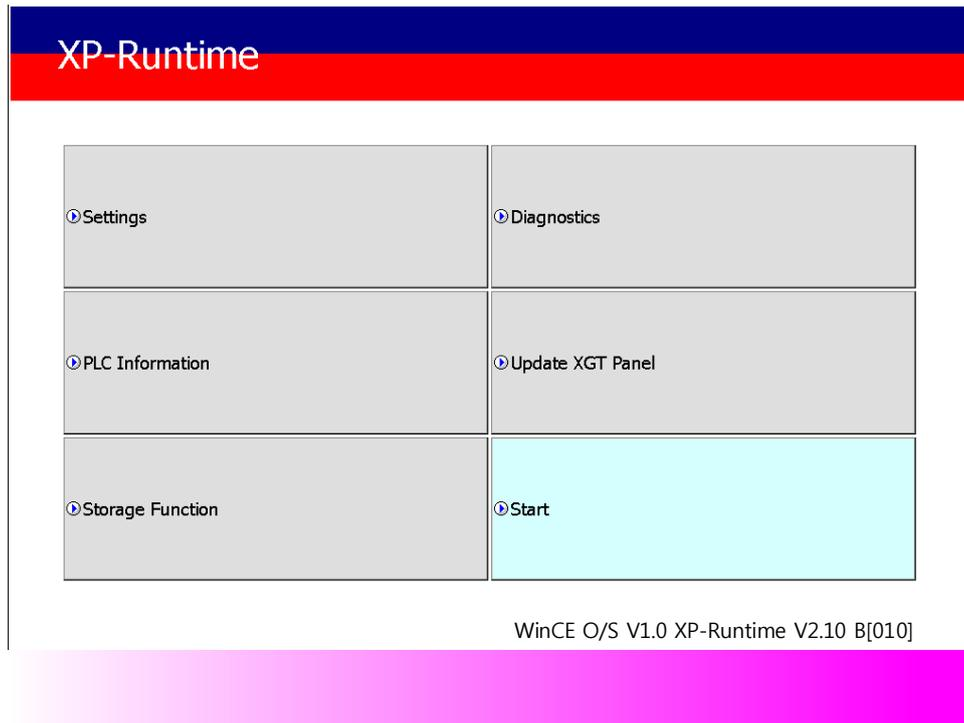 XP-Runtime
Settings
Diagnostics
PLC Information
Update XGT Panel
Storage Function
Start
WinCE O/S V1.0 XP-Runtime V2.10 B[010]